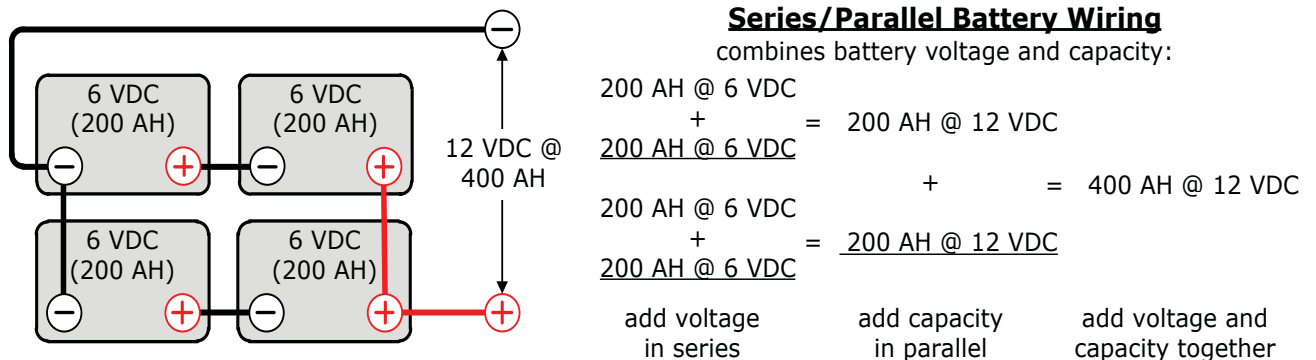 6 VDC
(200 AH)
6 VDC
(200 AH)
6 VDC
(200 AH)
6 VDC
(200 AH)
12 VDC @
400 AH
Series/Parallel Battery Wiring
combines battery voltage and capacity:
200 AH @ 6 VDC
+ = 200 AH @ 12 VDC
200 AH @ 6 VDC
+ = 400 AH @ 12 VDC
200 AH @ 6 VDC
+ = 200 AH @ 12 VDC
200 AH @ 6 VDC
add voltage
in series
add capacity
in parallel
add voltage and
capacity together